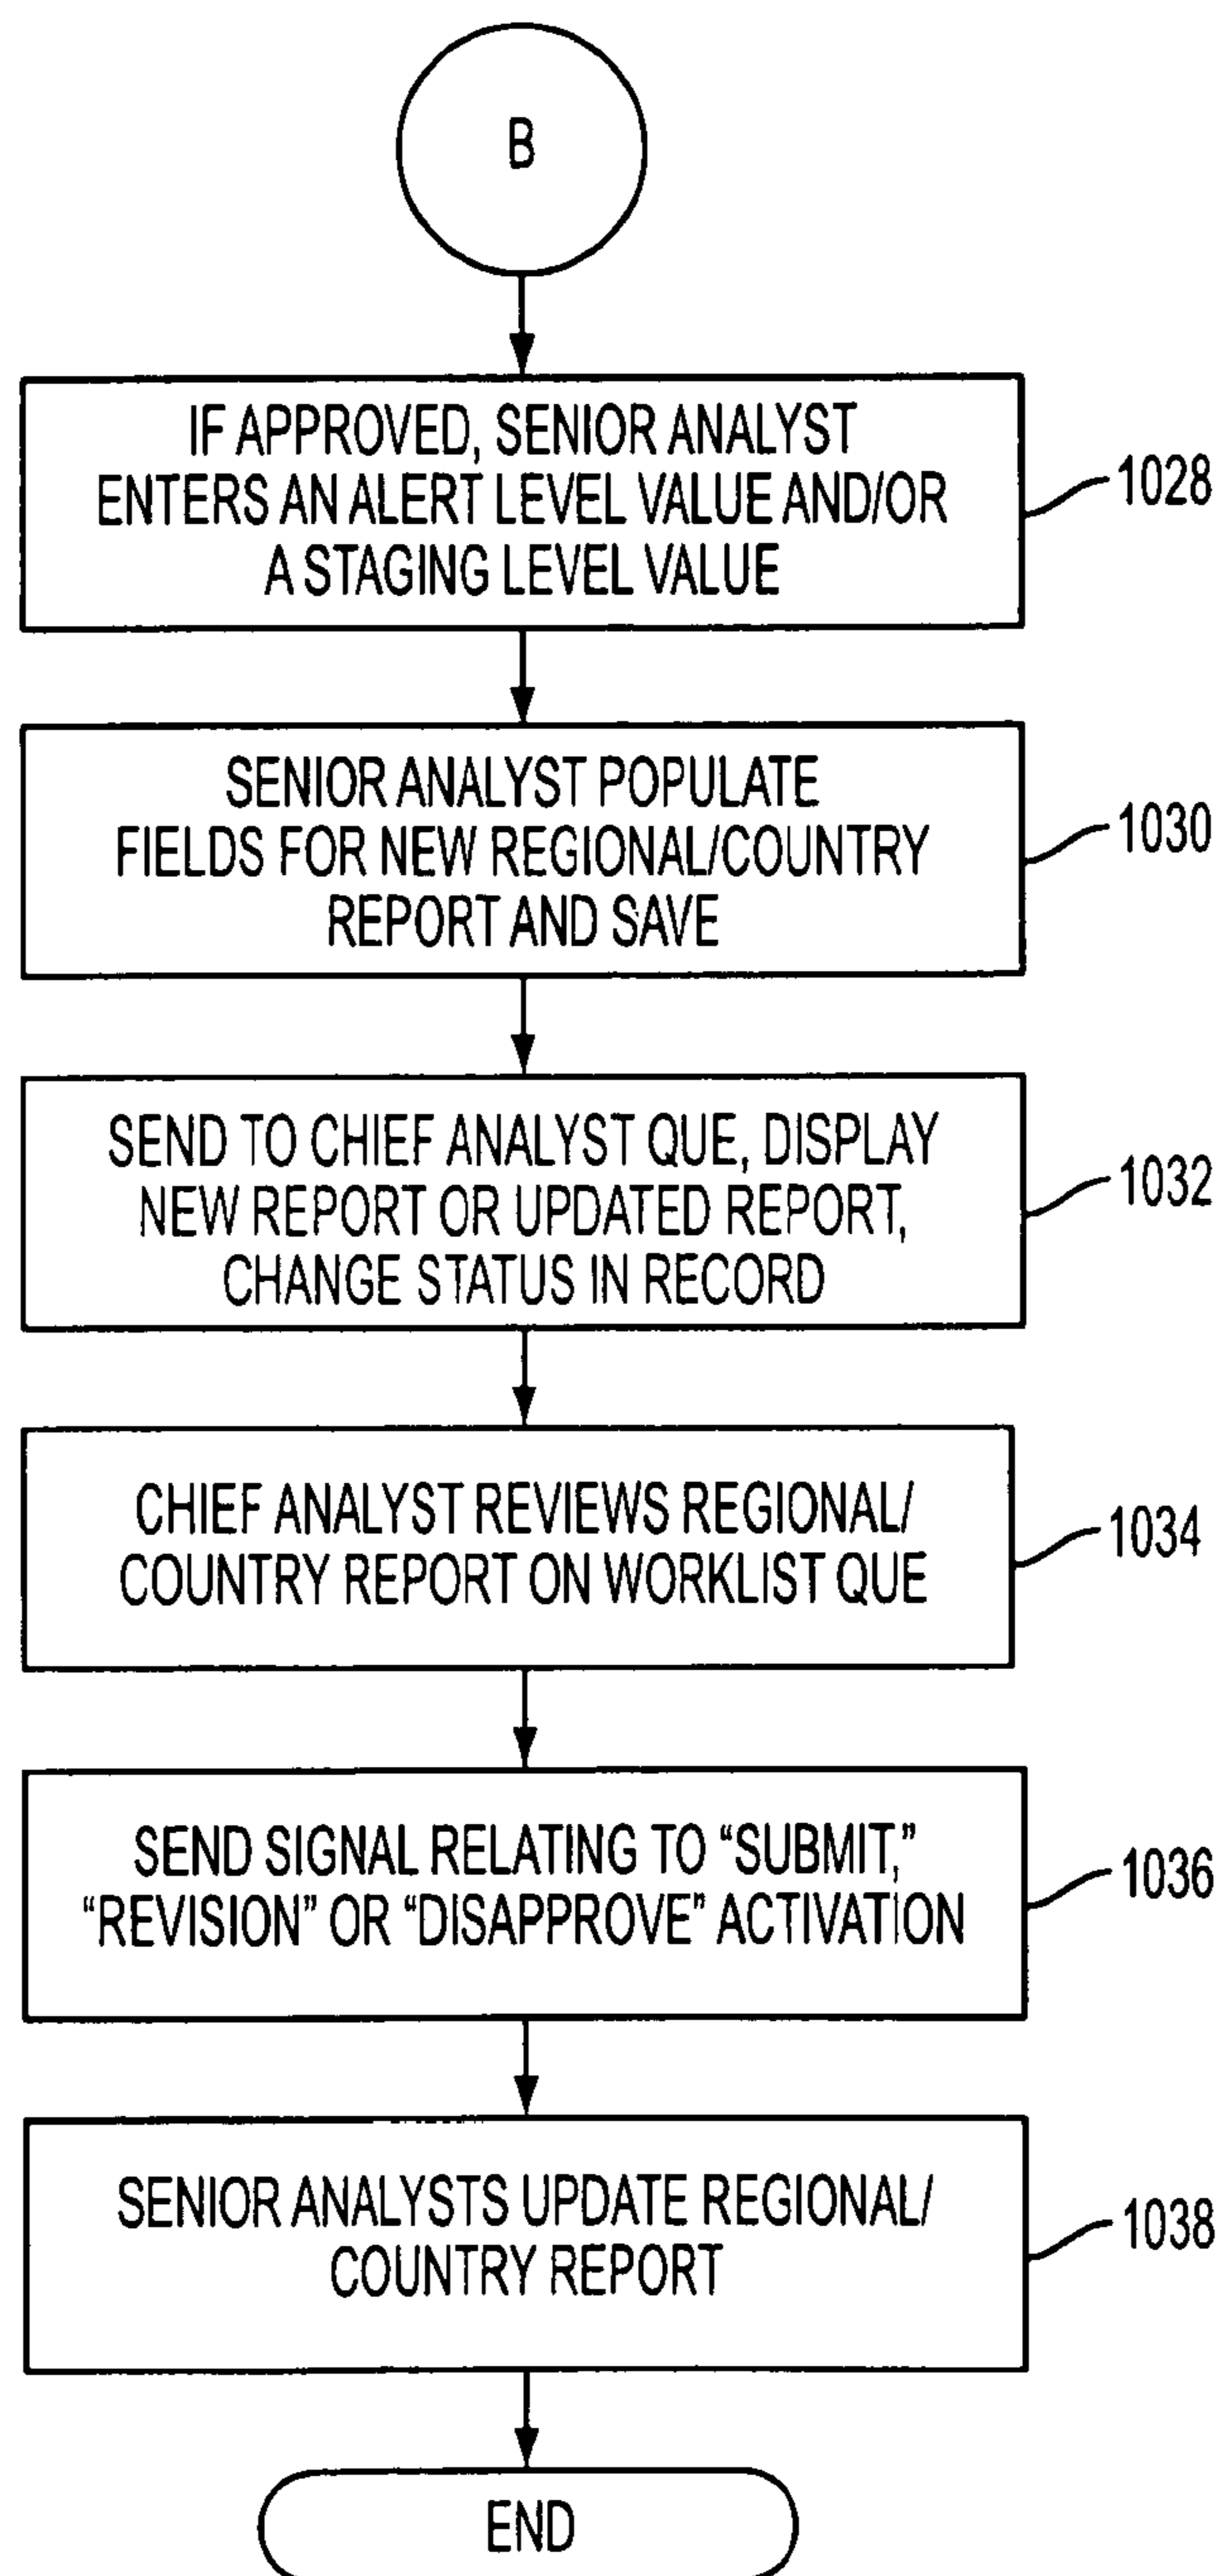 B
IF APPROVED, SENIOR ANALYST
ENTERS AN ALERT LEVEL VALUE AND/OR
A STAGING LEVEL VALUE
1028
SENIOR ANALYST POPULATE
FIELDS FOR NEW REGIONAL/COUNTRY
REPORT AND SAVE
1030
SEND TO CHIEF ANALYST QUE, DISPLAY
NEW REPORT OR UPDATED REPORT,
CHANGE STATUS IN RECORD
1032
CHIEF ANALYST REVIEWS REGIONAL/
COUNTRY REPORT ON WORKLIST QUE
1034
SEND SIGNAL RELATING TO “SUBMIT,”
“REVISION” OR “DISAPPROVE” ACTIVATION
1036
SENIOR ANALYSTS UPDATE REGIONAL/
COUNTRY REPORT
1038
END